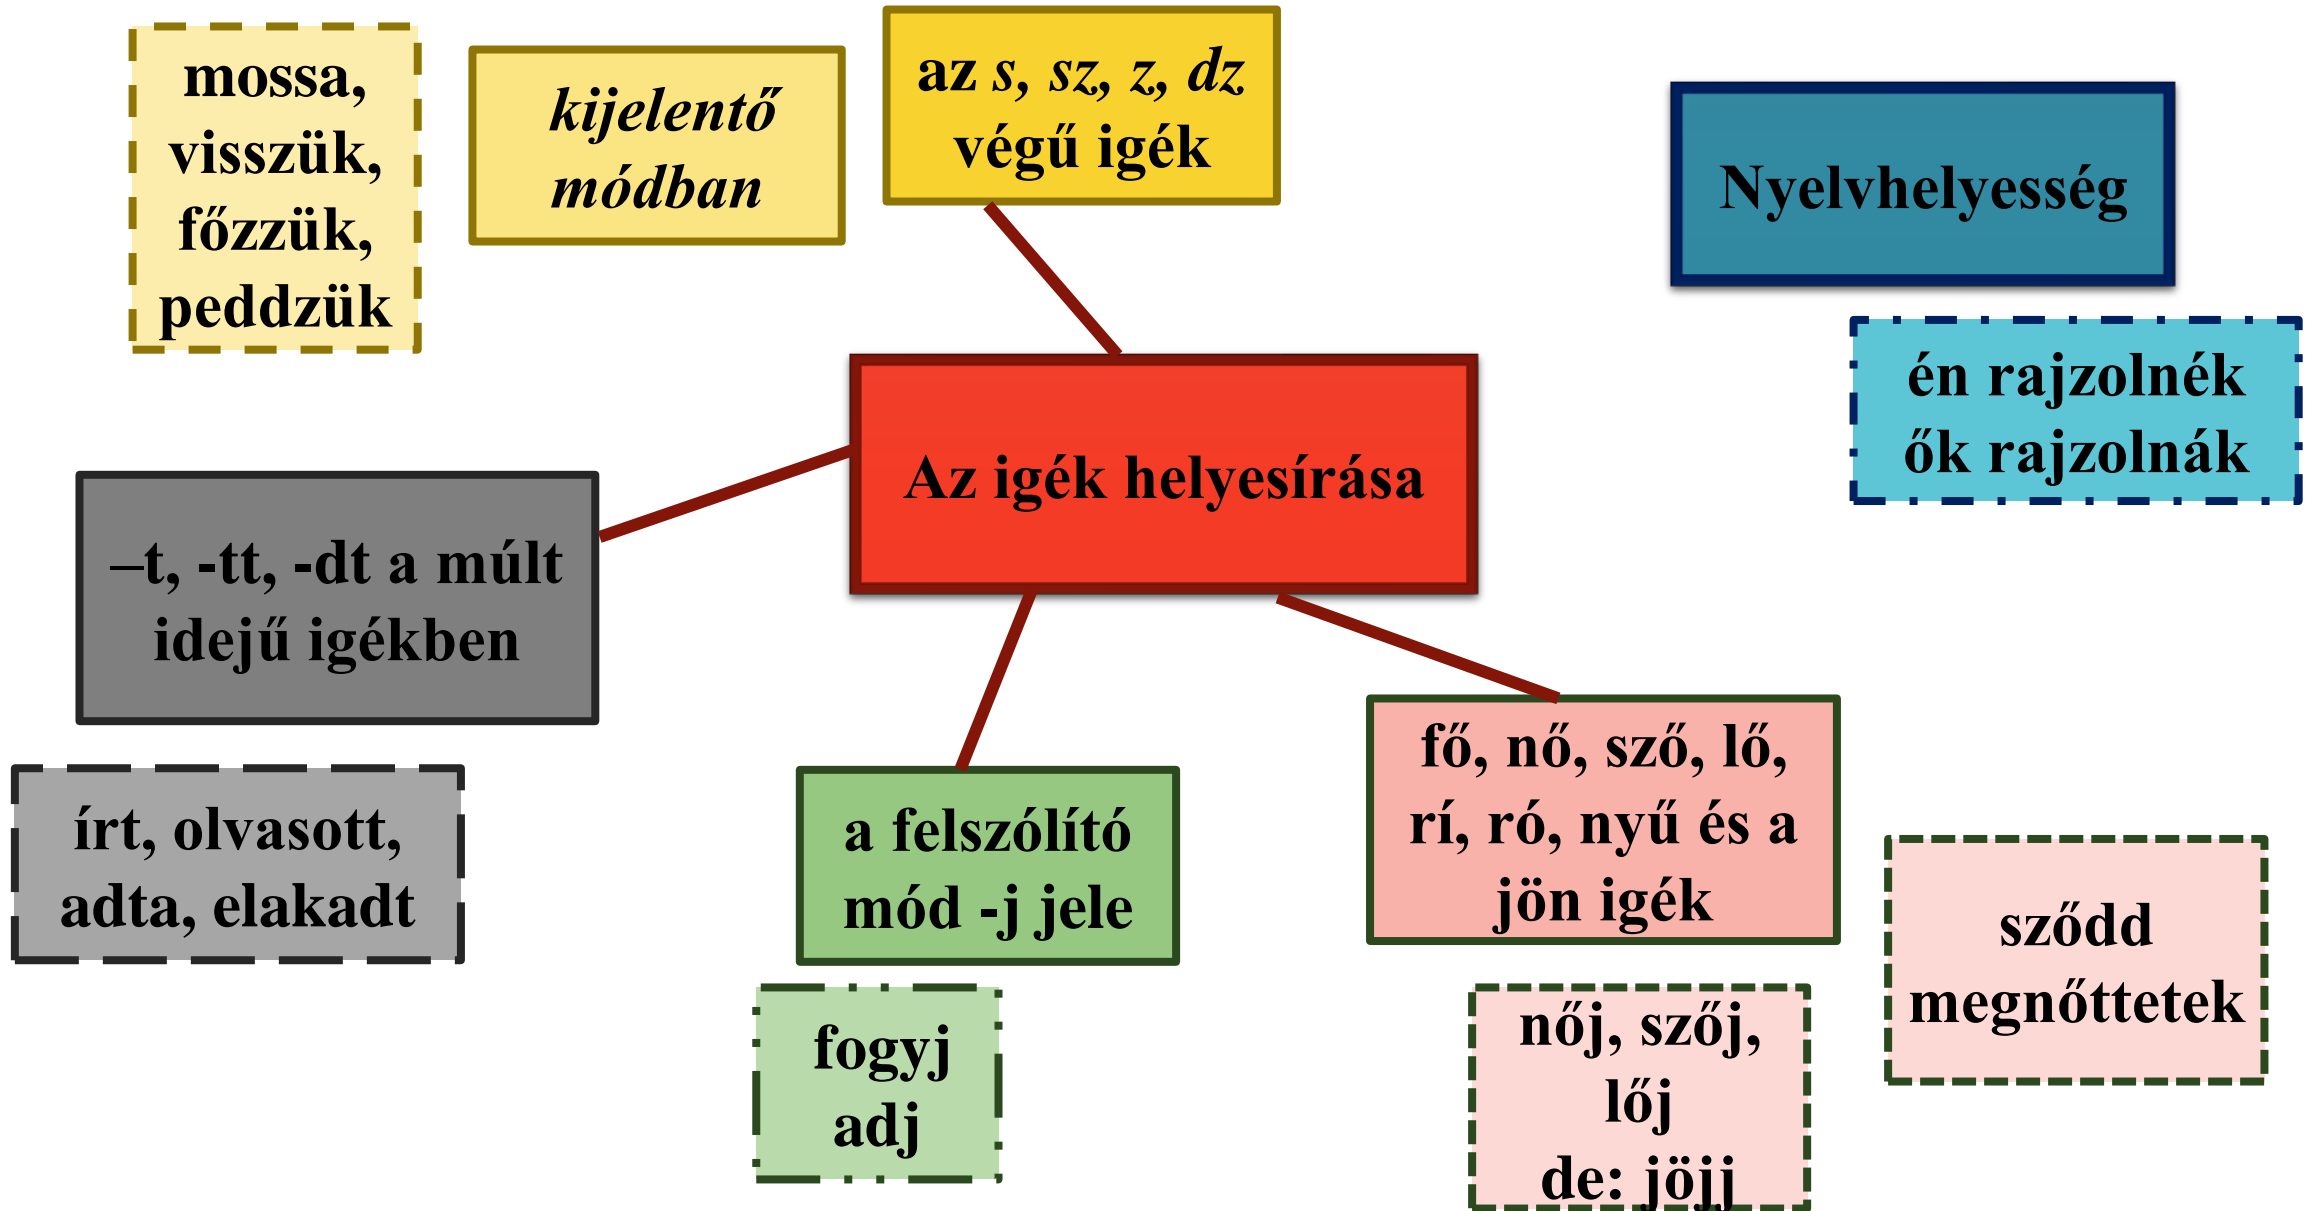 mossa,
visszük,
főzzük,
peddzük
kijelentő
módban
az s, sz, z, dz
végű igék
Nyelvhelyesség
én rajzolnék
ők rajzolnák
Az igék helyesírása
–t, -tt, -dt a múlt
idejű igékben
írt, olvasott,
adta, elakadt
a felszólító
mód -j jele
fogyj
adj
fő, nő, sző, lő,
rí, ró, nyű és a
jön igék
nőj, szőj,
lőj
de: jöjj
sződd
megnőttetek